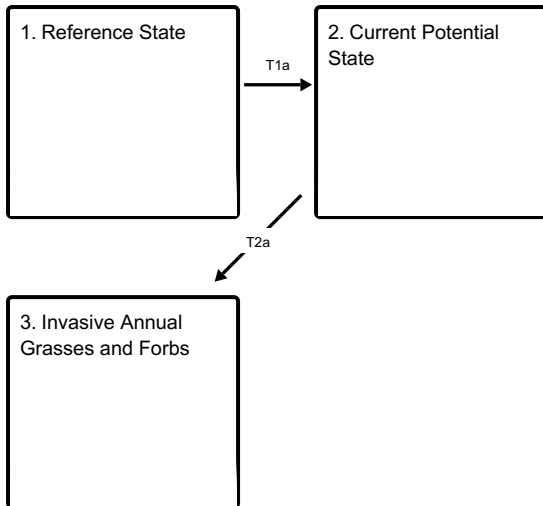 1. Reference State
T1a
2. Current Potential
State
T2a
3. Invasive Annual
Grasses and Forbs